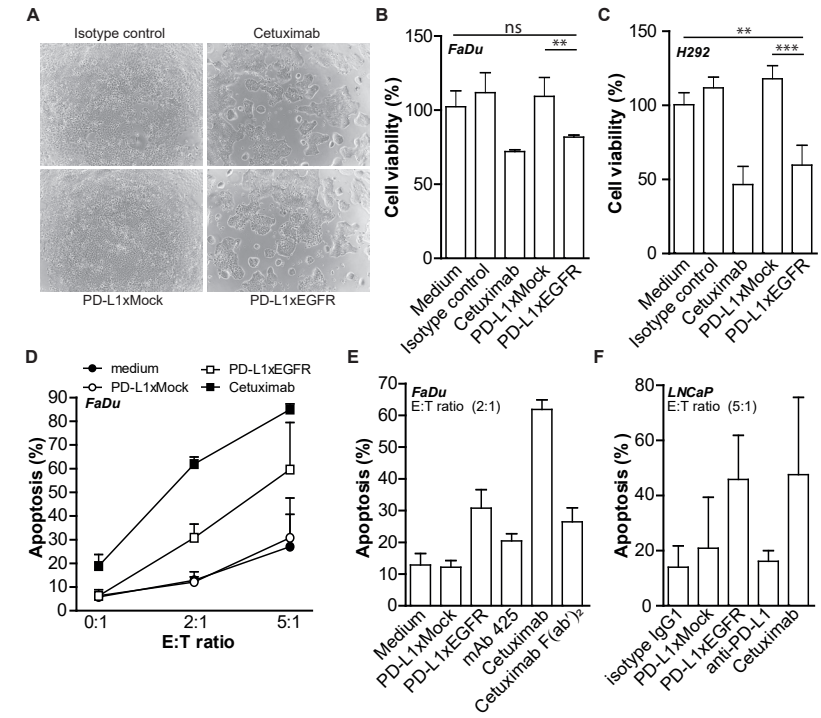 A
Isotype control
Cetuximab
PD-L1xMock
PD-L1xEGFR
B
FaDu
ns
**
Cell viability (%)
150
100
50
0
Medium
Isotype control
Cetuximab
PD-L1xMock
PD-L1xEGFR
C
H292
**
***
Cell viability (%)
150
100
50
0
Medium
Isotype control
Cetuximab
PD-L1xMock
PD-L1xEGFR
D
medium
PD-L1xEGFR
PD-L1xMock
Cetuximab
FaDu
Apoptosis (%)
90
80
70
60
50
40
30
20
10
0
0:1
2:1
5:1
E:T ratio
E
FaDu
E:T ratio (2:1)
Apoptosis (%)
70
60
50
40
30
20
10
0
Medium
PD-L1xMock
PD-L1xEGFR
mAb 425
Cetuximab
Cetuximab F(ab')₂
F
LNCaP
E:T ratio (5:1)
Apoptosis (%)
80
60
40
20
0
isotype IgG1
PD-L1xMock
PD-L1xEGFR
anti-PD-L1
Cetuximab